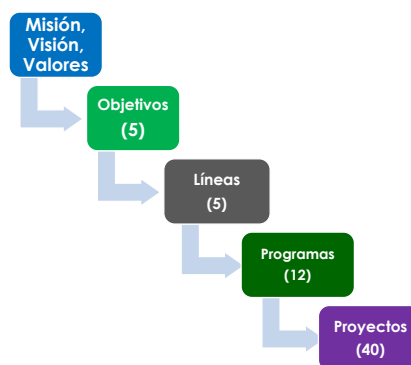 Misión,
Visión,
Valores
Objetivos
(5)
Líneas
(5)
Programas
(12)
Proyectos
(40)